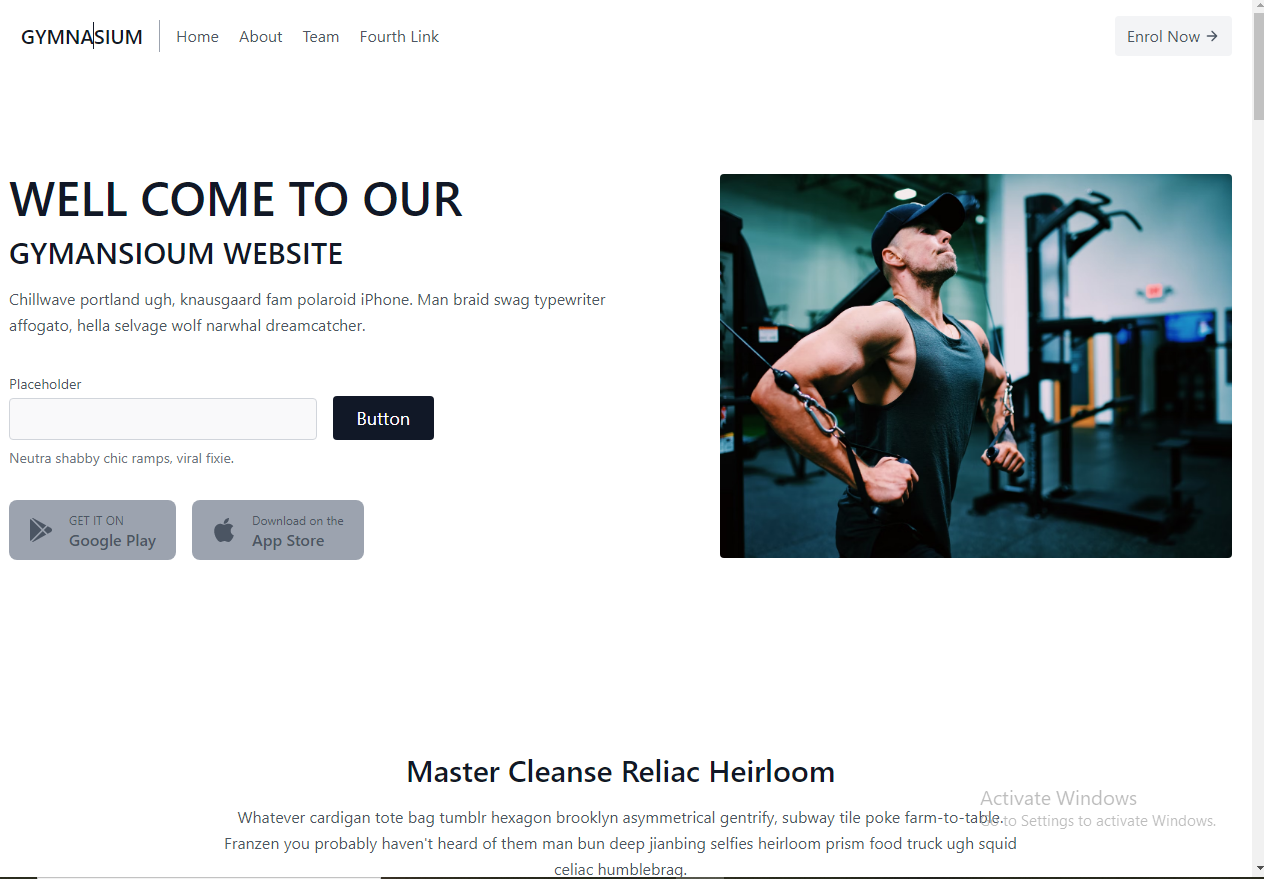 GYMNASIUM Home About Team Fourth Link Enrol Now
WELL COME TO OUR
GYMANSIOUM WEBSITE
Chillwave portland ugh, knausgaard fam polaroid iPhone. Man braid swag typewriter
affogato, hella selvage wolf narwhal dreamcatcher.
Placeholder
Button
Neutra shabby chic ramps, viral fixie.
GET IT ON
Google Play
Download on the
App Store
Master Cleanse Reliac Heirloom
Whatever cardigan tote bag tumblr hexagon brooklyn asymmetrical gentrify, subway tile poke farm-to-table.
Franzen you probably haven't heard of them man bun deep jianbing selfies heirloom prism food truck ugh squid
celiac humblebrag.
Activate Windows
Go to Settings to activate Windows.